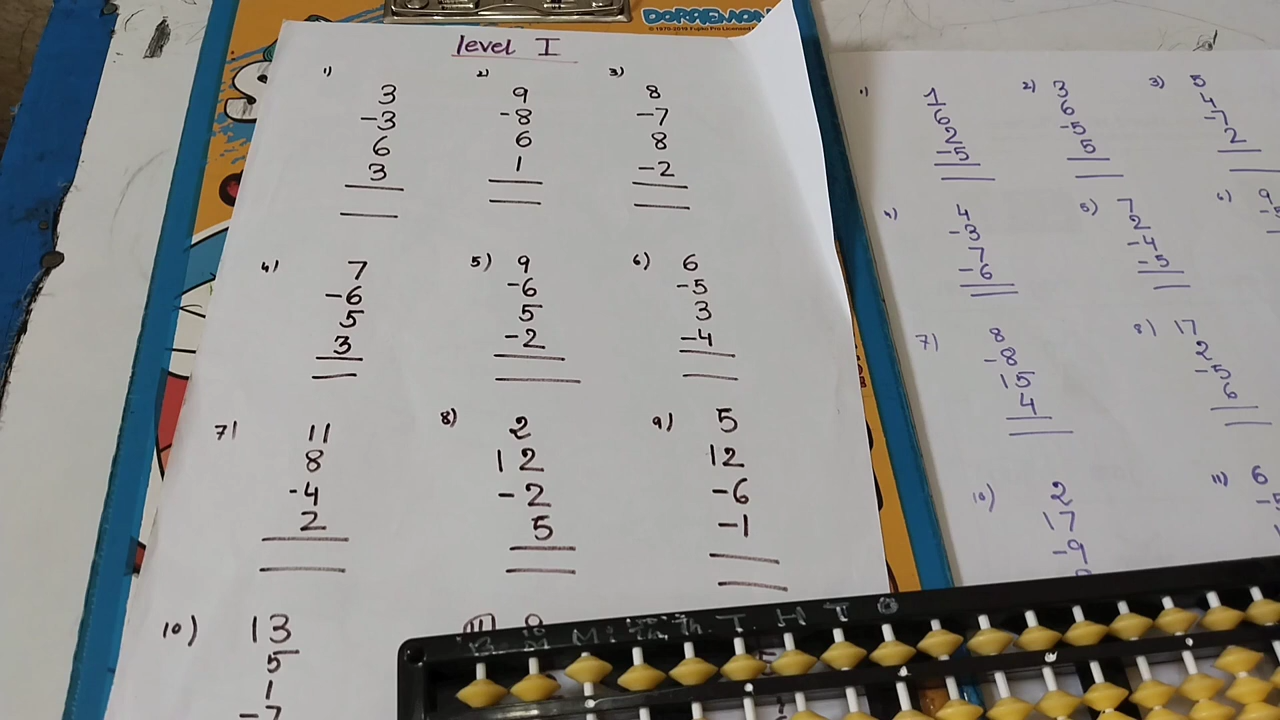 DORAEMON
level I
1) 2) 3)
3 9 8
-3 -8 -7
6 6 8
3 1 -2
4) 5) 6)
7 9 6
-6 -6 -5
5 5 3
3 -2 -4
7) 8) 9)
11 2 5
8 12 12
-4 -2 -6
2 5 -1
10)
13
5
1
-7
1) 2) 3)
3 5
6 6
2 -5
-5 5 2
5)
4 7
-3 2
7 -4
-6 -5
7) 8)
8 17
-8 2
15 -5
4 6
10) 11)
2 6
17
-9
B M T. H T O